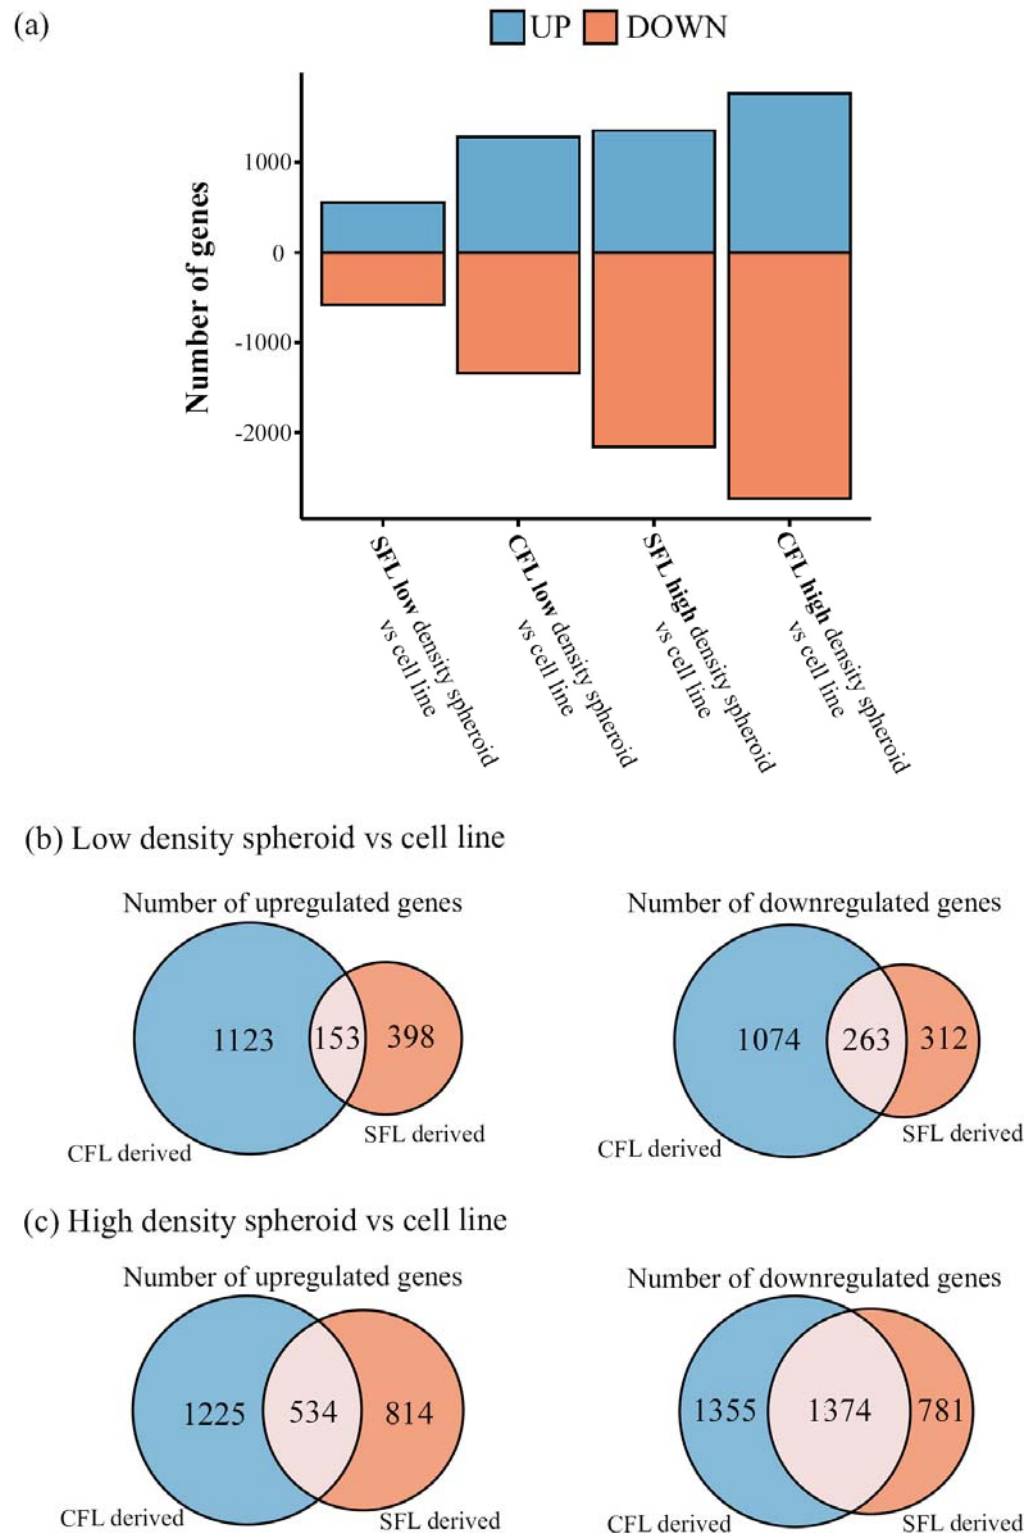 (a)
UP DOWN
Number of genes
1000
0
-1000
-2000
SFL low density spheroid
vs cell line
CFL low density spheroid
vs cell line
SFL high density spheroid
vs cell line
CFL high density spheroid
vs cell line
(b) Low density spheroid vs cell line
Number of upregulated genes
1123 153 398
CFL derived
SFL derived
Number of downregulated genes
1074 263 312
CFL derived
SFL derived
(c) High density spheroid vs cell line
Number of upregulated genes
1225 534 814
CFL derived
SFL derived
Number of downregulated genes
1355 1374 781
CFL derived
SFL derived